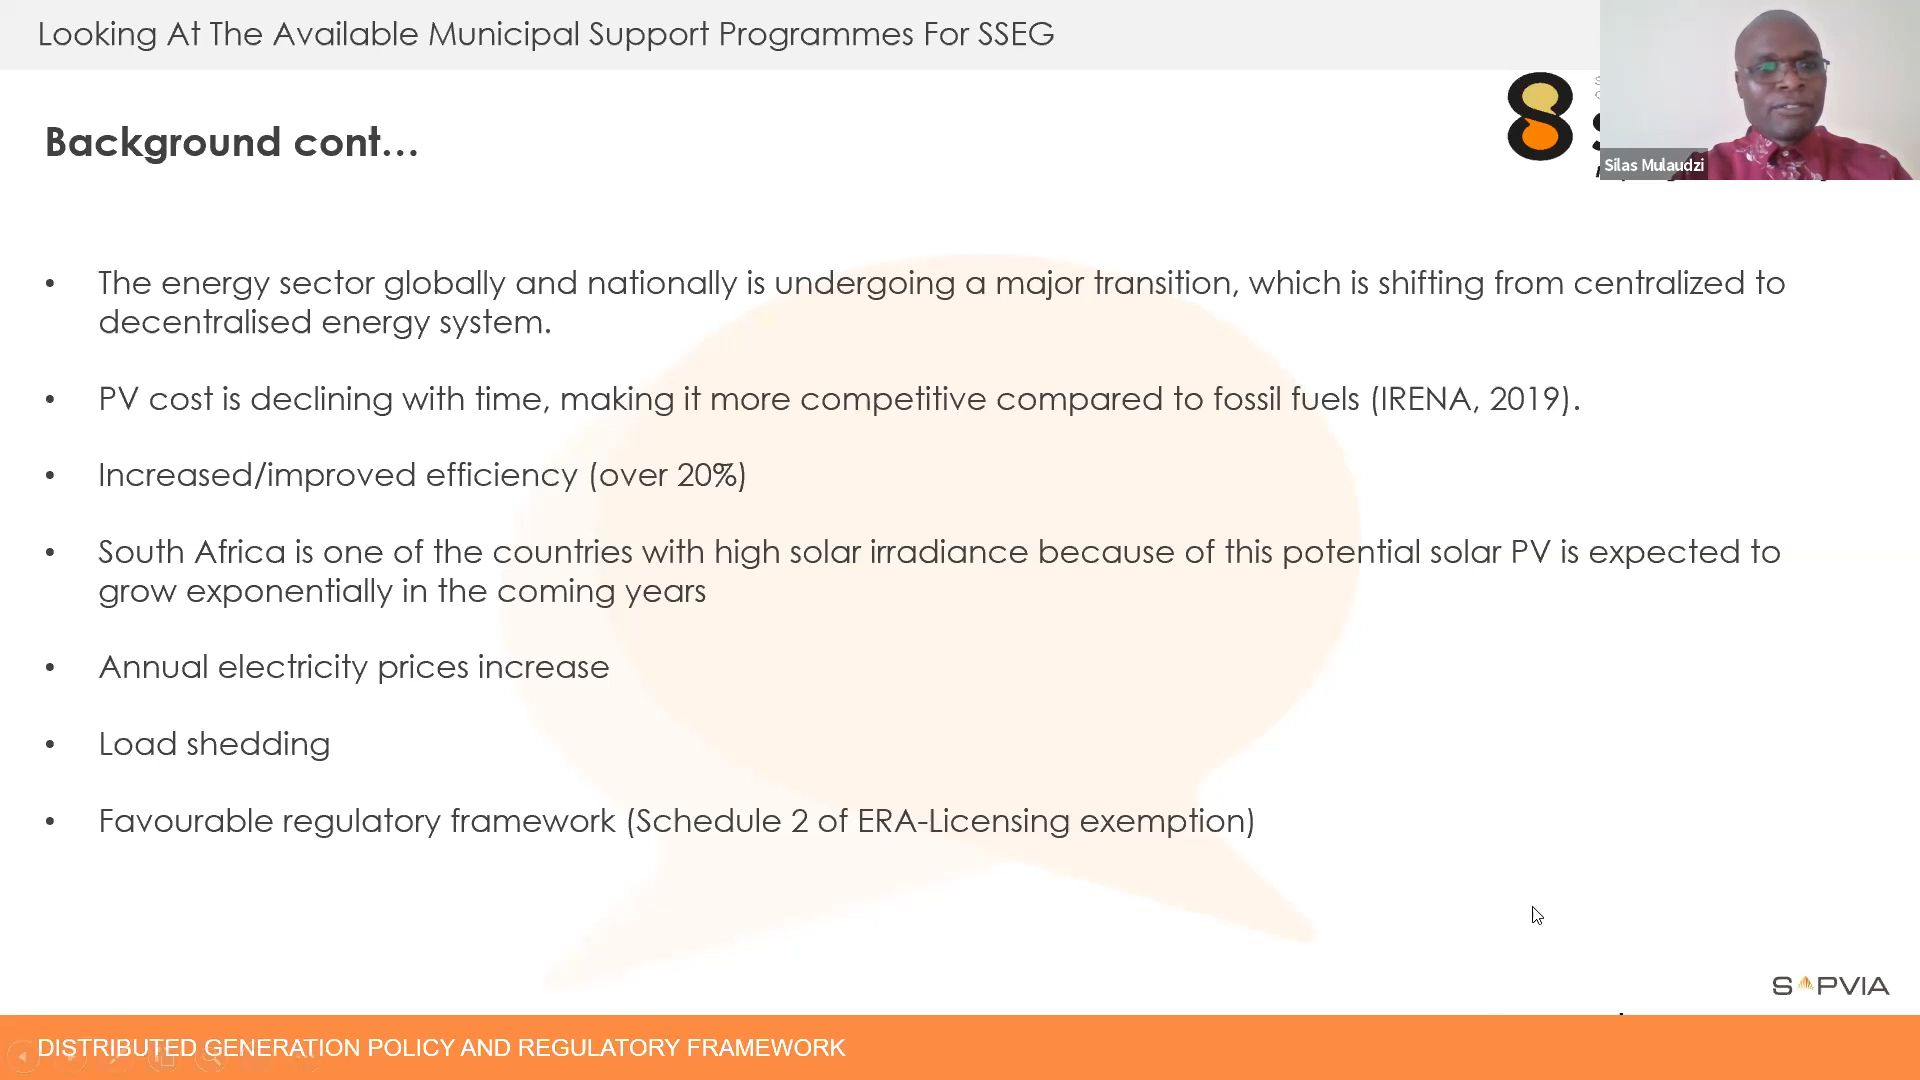 Looking At The Available Municipal Support Programmes For SSEG
Silas Mulaudzi
Background cont...
• The energy sector globally and nationally is undergoing a major transition, which is shifting from centralized to
decentralised energy system.
• PV cost is declining with time, making it more competitive compared to fossil fuels (IRENA, 2019).
• Increased/improved efficiency (over 20%)
• South Africa is one of the countries with high solar irradiance because of this potential solar PV is expected to
grow exponentially in the coming years
• Annual electricity prices increase
• Load shedding
• Favourable regulatory framework (Schedule 2 of ERA-Licensing exemption)
SAPVIA
DISTRIBUTED GENERATION POLICY AND REGULATORY FRAMEWORK